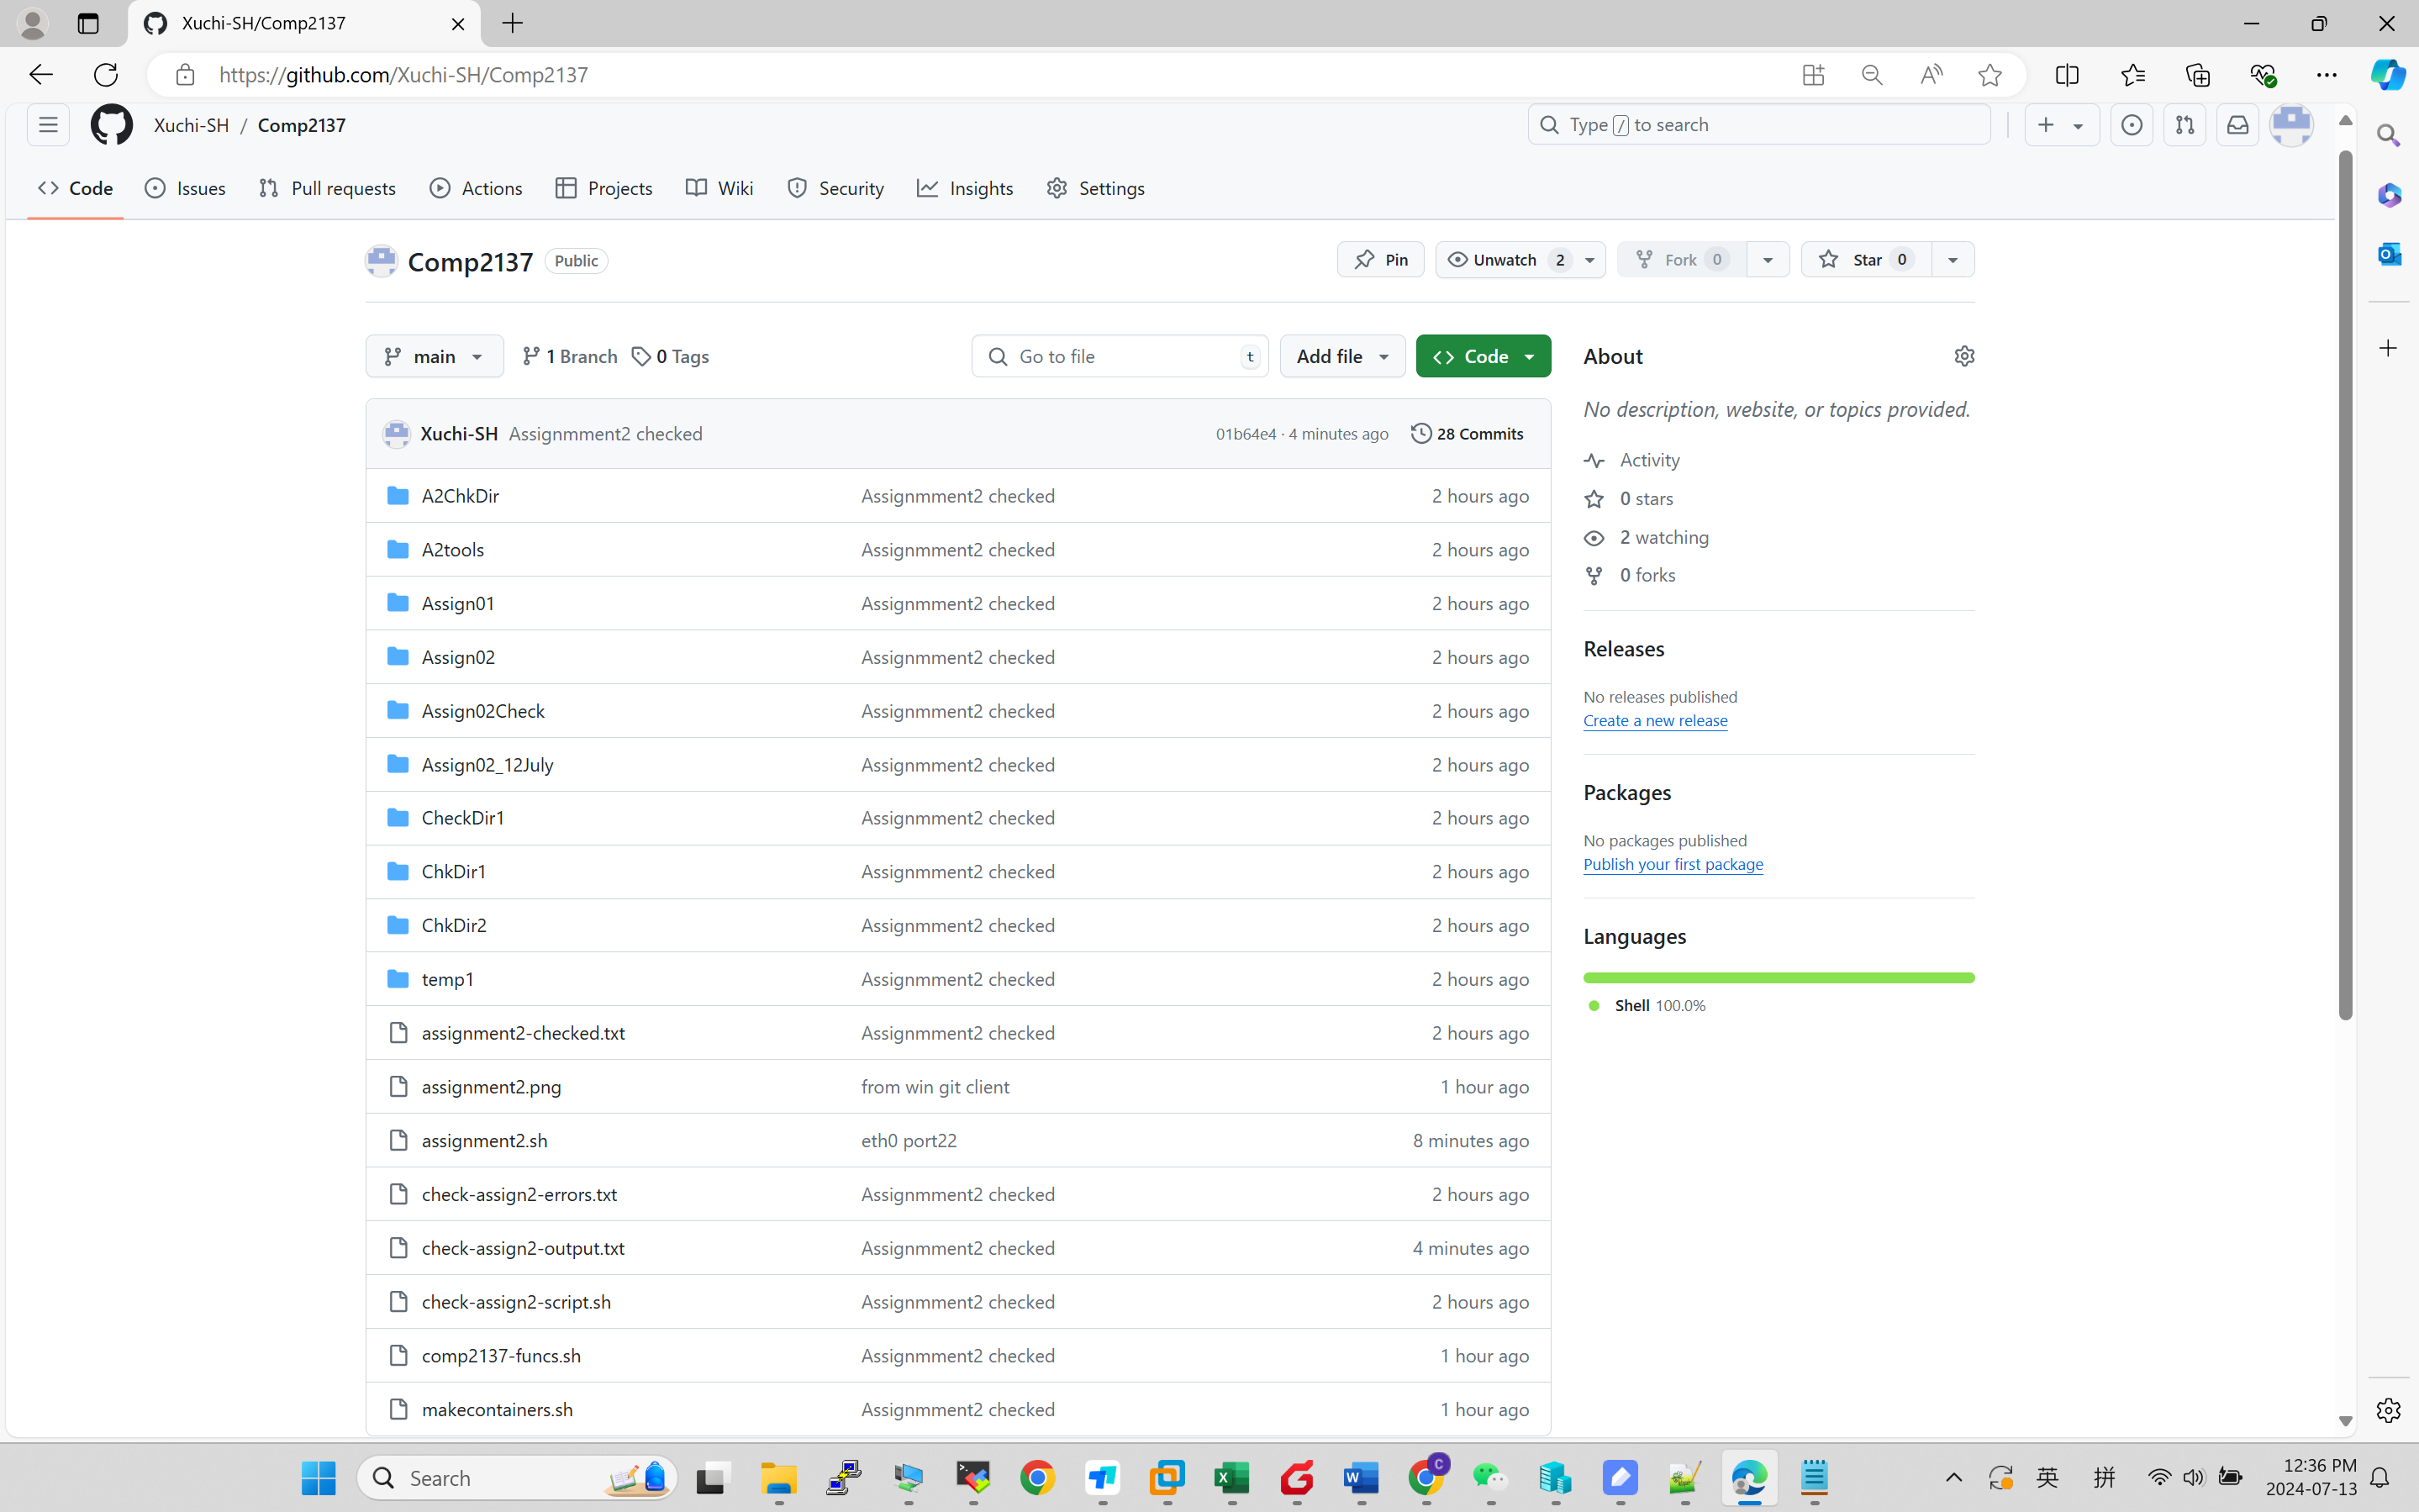 Xuchi-SH/Comp2137
https://github.com/Xuchi-SH/Comp2137
Xuchi-SH / Comp2137
Type / to search
Code Issues Pull requests Actions Projects Wiki Security Insights Settings
Comp2137 Public
Pin Unwatch 2 Fork 0 Star 0
main 1 Branch 0 Tags
Go to file t Add file Code
Xuchi-SH Assignmment2 checked 01b64e4 · 4 minutes ago 28 Commits
A2ChkDir Assignmment2 checked 2 hours ago
A2tools Assignmment2 checked 2 hours ago
Assign01 Assignmment2 checked 2 hours ago
Assign02 Assignmment2 checked 2 hours ago
Assign02Check Assignmment2 checked 2 hours ago
Assign02_12July Assignmment2 checked 2 hours ago
CheckDir1 Assignmment2 checked 2 hours ago
ChkDir1 Assignmment2 checked 2 hours ago
ChkDir2 Assignmment2 checked 2 hours ago
temp1 Assignmment2 checked 2 hours ago
assignment2-checked.txt Assignmment2 checked 2 hours ago
assignment2.png from win git client 1 hour ago
assignment2.sh eth0 port22 8 minutes ago
check-assign2-errors.txt Assignmment2 checked 2 hours ago
check-assign2-output.txt Assignmment2 checked 4 minutes ago
check-assign2-script.sh Assignmment2 checked 2 hours ago
comp2137-funcs.sh Assignmment2 checked 1 hour ago
makecontainers.sh Assignmment2 checked 1 hour ago
About
No description, website, or topics provided.
Activity
0 stars
2 watching
0 forks
Releases
No releases published
Create a new release
Packages
No packages published
Publish your first package
Languages
Shell 100.0%
Search
英 拼
12:36 PM
2024-07-13